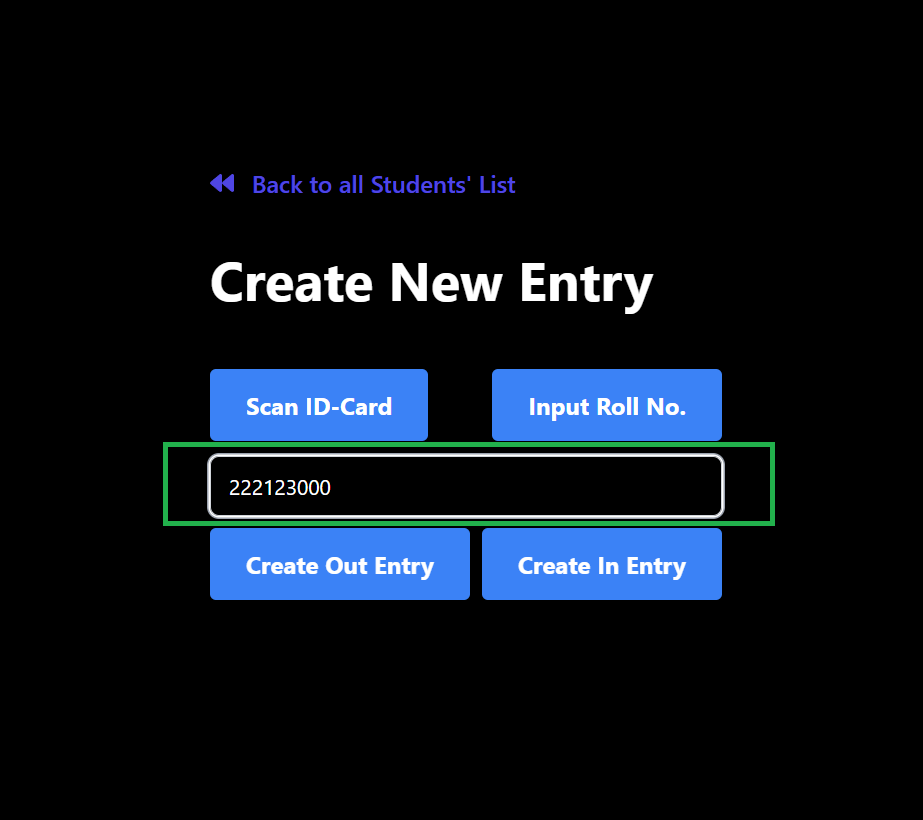 Back to all Students' List
Create New Entry
Scan ID-Card
Input Roll No.
222123000
Create Out Entry
Create In Entry